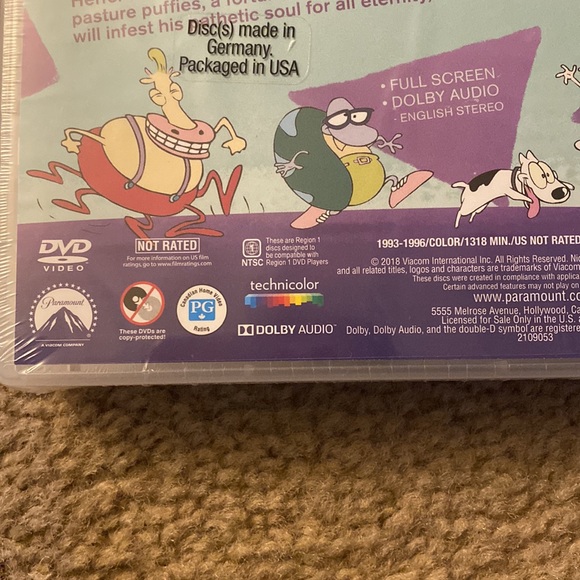 pasture puffies, a
will infest his pathetic soul for all eternity,
Disc(s) made in
Germany.
Packaged in USA
• FULL SCREEN
• DOLBY AUDIO
- ENGLISH STEREO
DVD
VIDEO
NOT RATED
For more information on US film
ratings, go to www.filmratings.com
NTSC
These are Region 1
discs designed to
be compatible with
Region 1 DVD Players
1993-1996/COLOR/1318 MIN./US NOT RATED
© 2018 Viacom International Inc. All Rights Reserved.
and all related titles, logos and characters are trademarks of Viacom
These discs were created in compliance with
Certain advanced features may not play on
www.paramount.
5555 Melrose Avenue, Hollywood,
Licensed for Sale Only in the U.S.
Dolby, Dolby Audio, and the double-D symbol are
2109053
Paramount
A VIACOM COMPANY
These DVDs are
copy-protected!
Canadian Home Video
PG
Rating
technicolor
DOLBY AUDIO